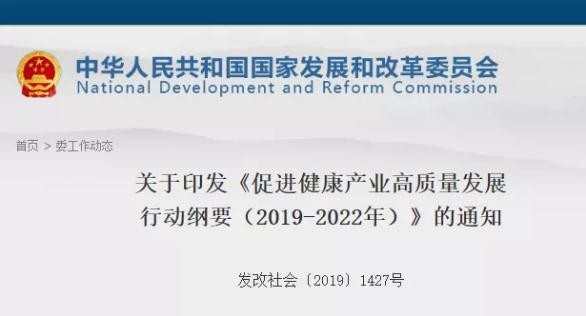 中华人民共和国国家发展和改革委员会
National Development and Reform Commission
首页 > 委工作动态
关于印发《促进健康产业高质量发展
行动纲要（2019-2022年）》的通知
发改社会〔2019〕1427号